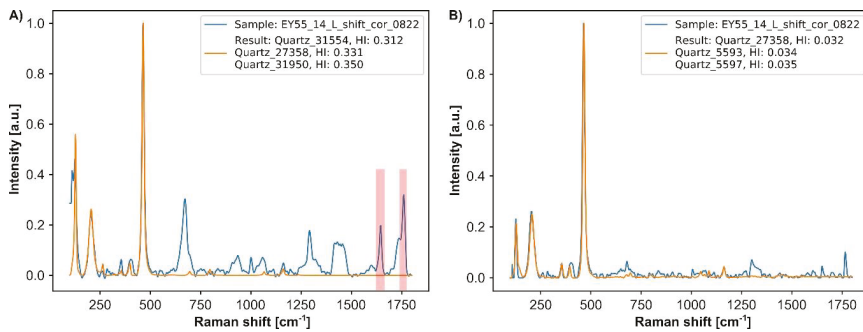 A)
Sample: EY55_14_L_shift_cor_0822
Result: Quartz_31554, HI: 0.312
Quartz_27358, HI: 0.331
Quartz_31950, HI: 0.350
Intensity [a.u.]
1.0
0.8
0.6
0.4
0.2
0.0
250 500 750 1000 1250 1500 1750
Raman shift [cm⁻¹]
B)
Sample: EY55_14_L_shift_cor_0822
Result: Quartz_27358, HI: 0.032
Quartz_5593, HI: 0.034
Quartz_5597, HI: 0.035
Intensity [a.u.]
1.0
0.8
0.6
0.4
0.2
0.0
250 500 750 1000 1250 1500 1750
Raman shift [cm⁻¹]